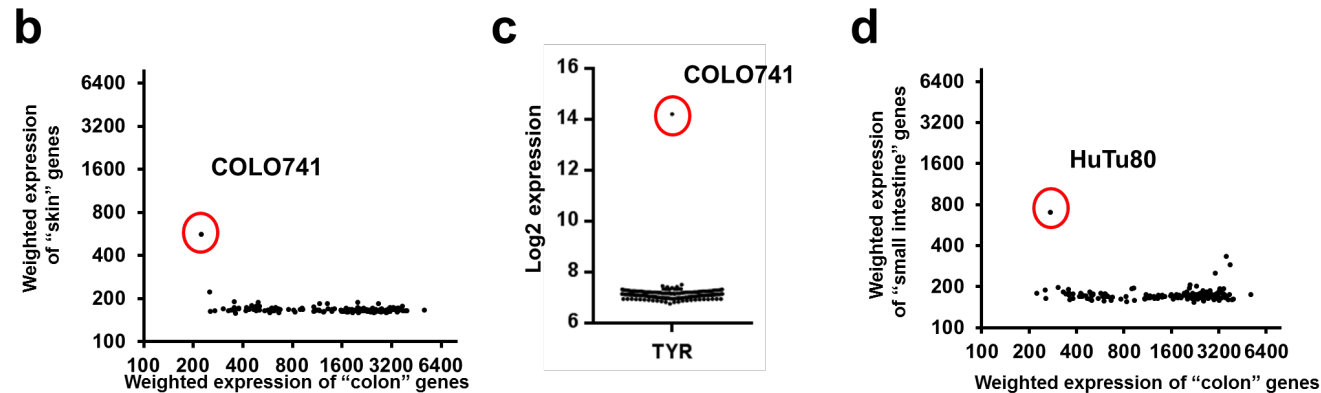 b
Weighted expression
of “skin” genes
6400
3200
1600
800
400
200
100
COLO741
100 200 400 800 1600 3200 6400
Weighted expression of “colon” genes
c
Log2 expression
16
14
12
10
8
6
COLO741
TYR
d
Weighted expression
of “small intestine” genes
6400
3200
1600
800
400
200
100
HuTu80
100 200 400 800 1600 3200 6400
Weighted expression of “colon” genes